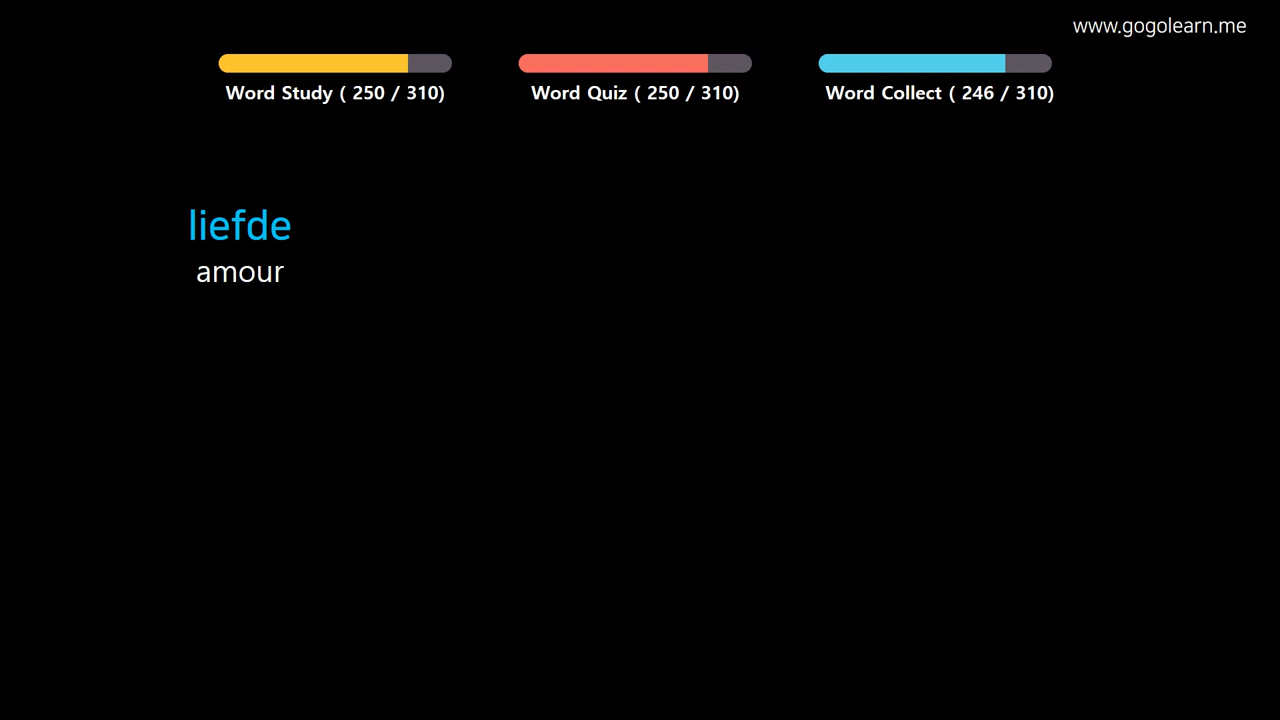 www.gogolearn.me
Word Study ( 250 / 310)
Word Quiz ( 250 / 310)
Word Collect ( 246 / 310)
liefde
amour